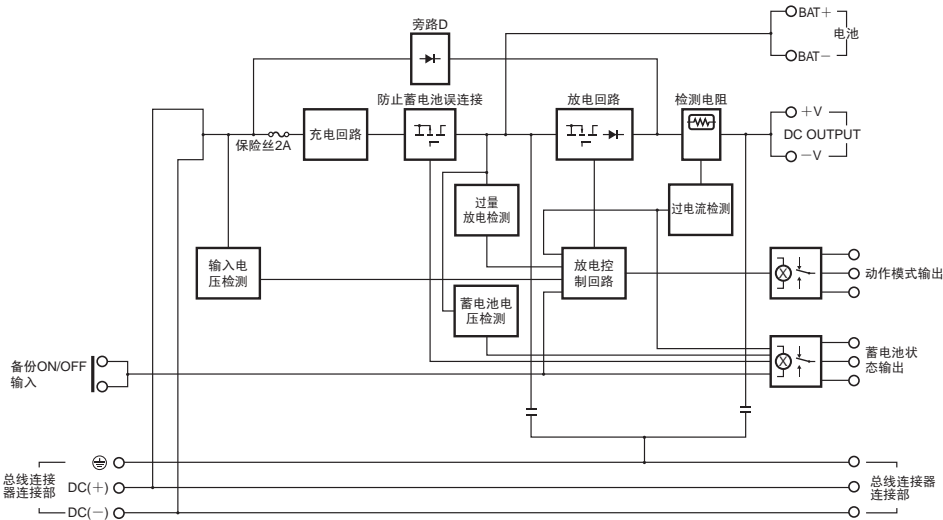 旁路D
BAT+
电池
BAT−
防止蓄电池误连接
放电回路
检测电阻
+V
DC OUTPUT
−V
保险丝2A
充电回路
过量
放电检测
过电流检测
输入电
压检测
放电控
制回路
动作模式输出
蓄电池电
压检测
备份ON/OFF
输入
蓄电池状
态输出
总线连接
器连接部
DC(+)
DC(−)
总线连接器
连接部